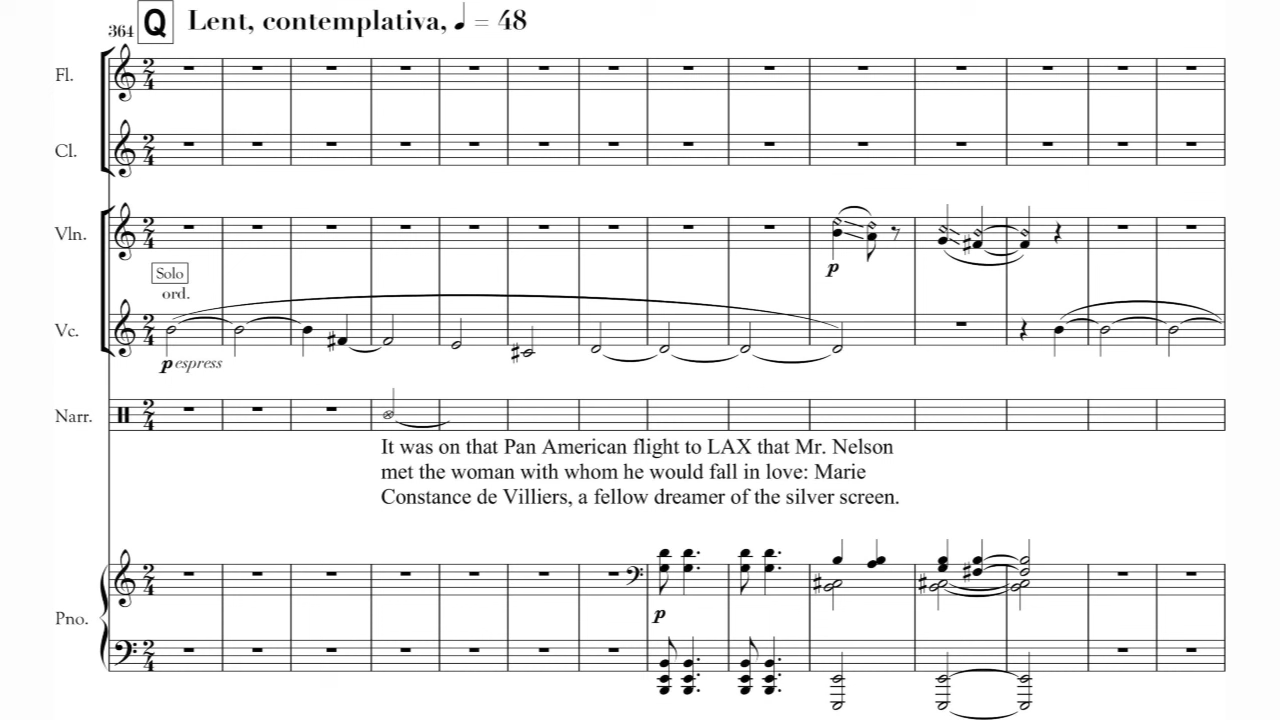 364 Q Lent, contemplativa, ♩ = 48
Fl.
Cl.
Vln.
p
Solo
ord.
Vc.
p espress
Narr.
It was on that Pan American flight to LAX that Mr. Nelson
met the woman with whom he would fall in love: Marie
Constance de Villiers, a fellow dreamer of the silver screen.
p
Pno.